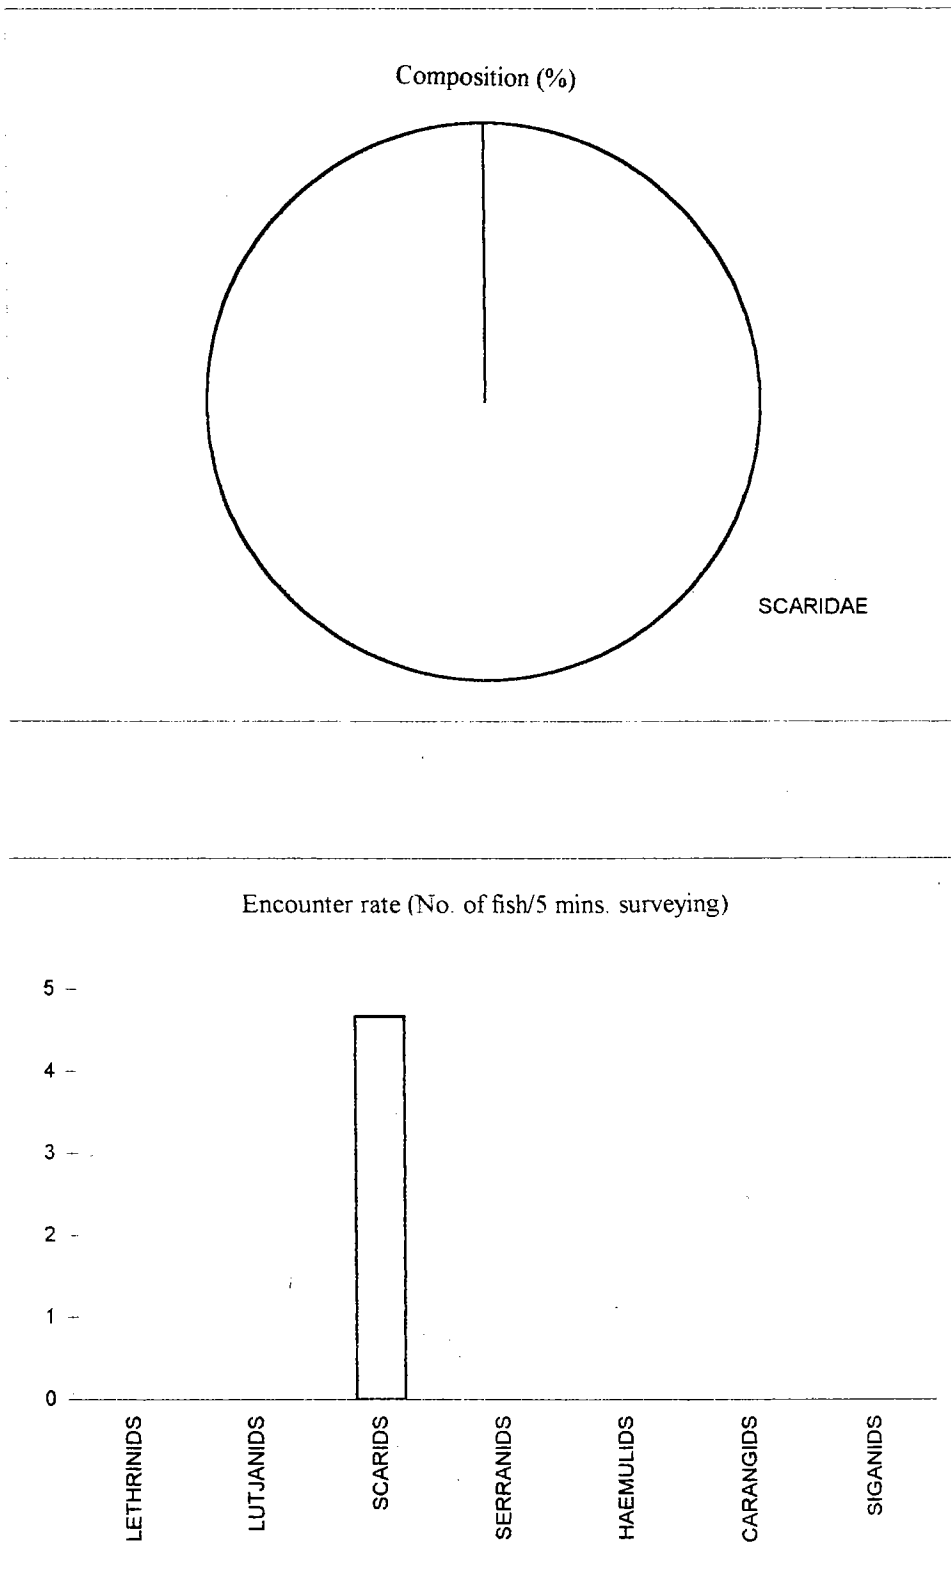 Composition (%)
SCARIDAE
Encounter rate (No. of fish/5 mins. surveying)
5
4
3
2
1
0
LETHRINIDS
LUTJANIDS
SCARIDS
SERRANIDS
HAEMULIDS
CARANGIDS
SIGANIDS